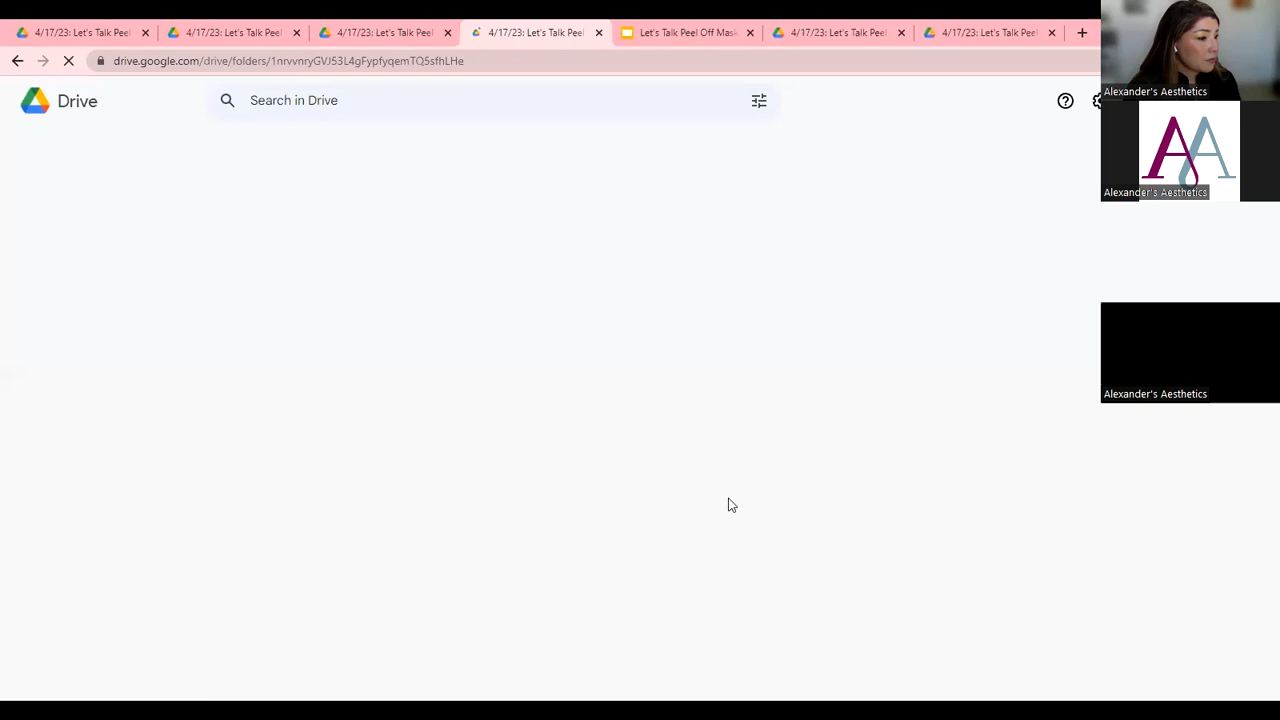 4/17/23: Let's Talk Peel
4/17/23: Let's Talk Peel
4/17/23: Let's Talk Peel
4/17/23: Let's Talk Peel
Let's Talk Peel Off Mask
4/17/23: Let's Talk Peel
4/17/23: Let's Talk Peel
drive.google.com/drive/folders/1nrvvnryGVJ53L4gFypfyqemTQ5sfhLHe
Drive
Search in Drive
Alexander's Aesthetics
AA
Alexander's Aesthetics
Alexander's Aesthetics